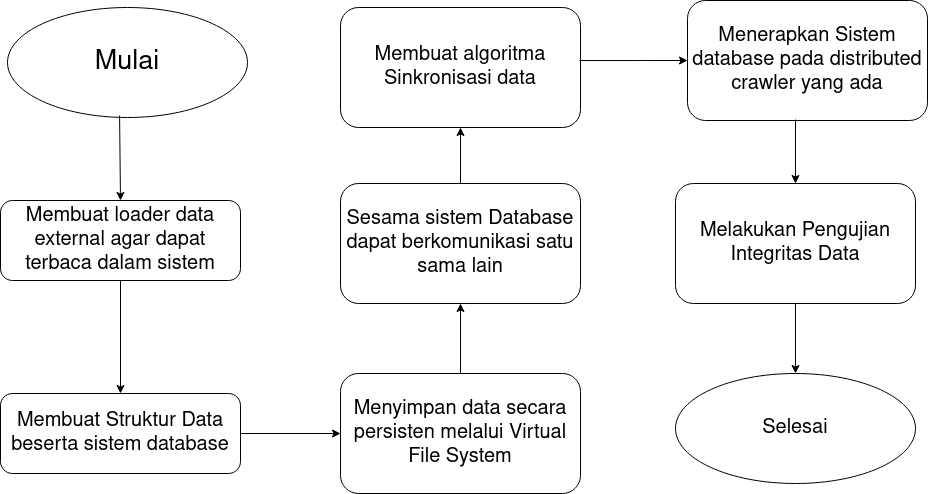 Mulai
Membuat loader data
external agar dapat
terbaca dalam sistem
Membuat Struktur Data
beserta sistem database
Menyimpan data secara
persisten melalui Virtual
File System
Sesama sistem Database
dapat berkomunikasi satu
sama lain
Membuat algoritma
Sinkronisasi data
Menerapkan Sistem
database pada distributed
crawler yang ada
Melakukan Pengujian
Integritas Data
Selesai